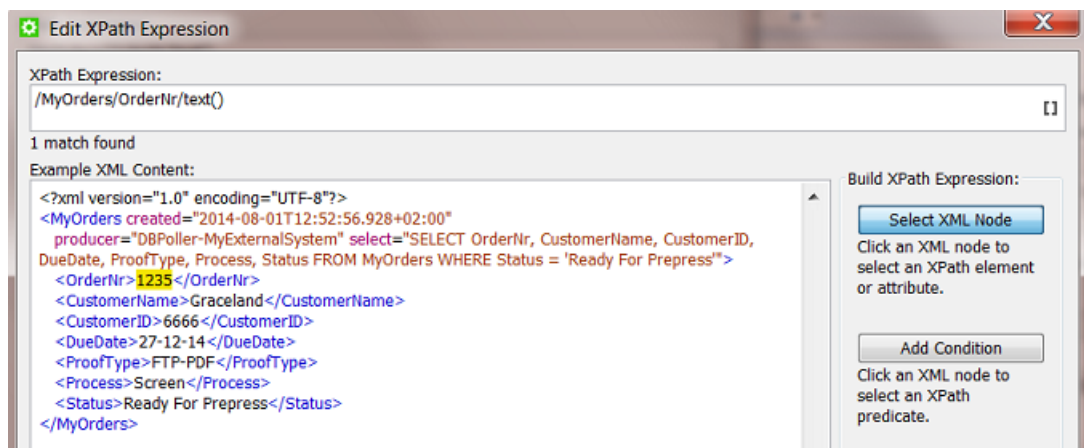 Edit XPath Expression
X
XPath Expression:
/MyOrders/OrderNr/text()
[]
1 match found
Example XML Content:
<?xml version="1.0" encoding="UTF-8"?>
<MyOrders created="2014-08-01T12:52:56.928+02:00"
producer="DBPoller-MyExternalSystem" select="SELECT OrderNr, CustomerName, CustomerID,
DueDate, ProofType, Process, Status FROM MyOrders WHERE Status = 'Ready For Prepress'">
<OrderNr>1235</OrderNr>
<CustomerName>Graceland</CustomerName>
<CustomerID>6666</CustomerID>
<DueDate>27-12-14</DueDate>
<ProofType>FTP-PDF</ProofType>
<Process>Screen</Process>
<Status>Ready For Prepress</Status>
</MyOrders>
Build XPath Expression:
Select XML Node
Click an XML node to
select an XPath element
or attribute.
Add Condition
Click an XML node to
select an XPath
predicate.